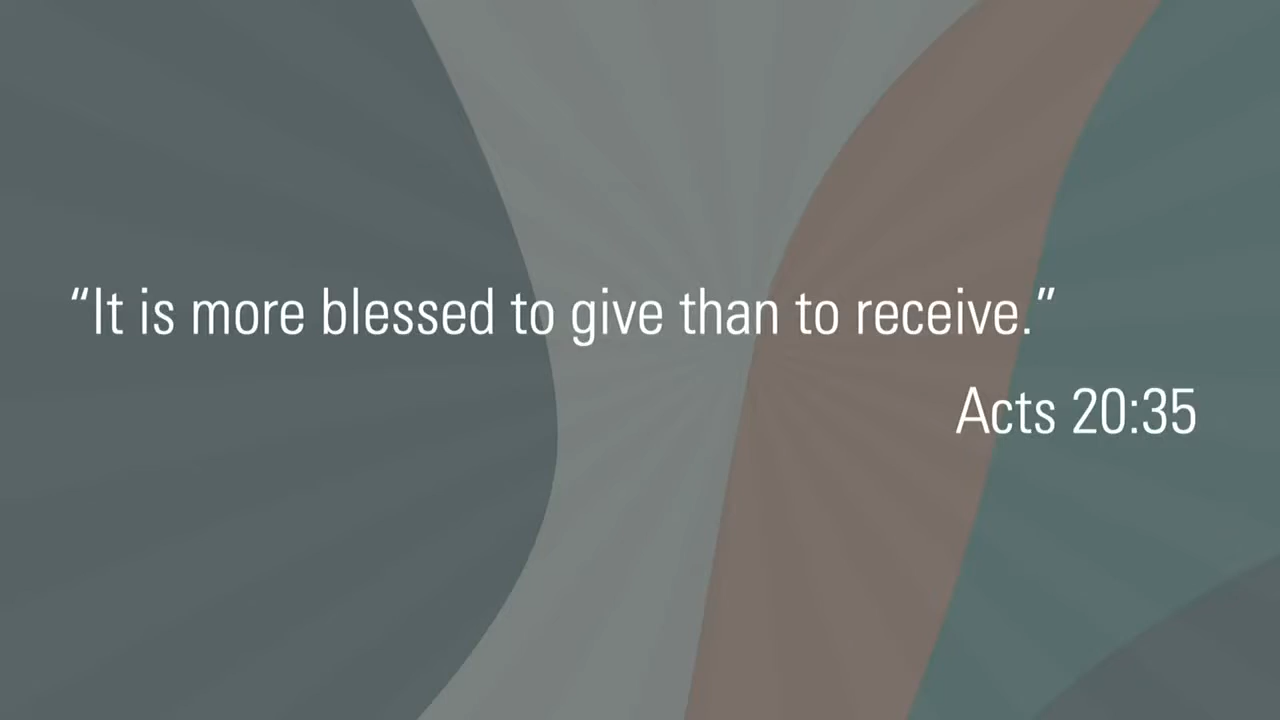 “It is more blessed to give than to receive.”
Acts 20:35